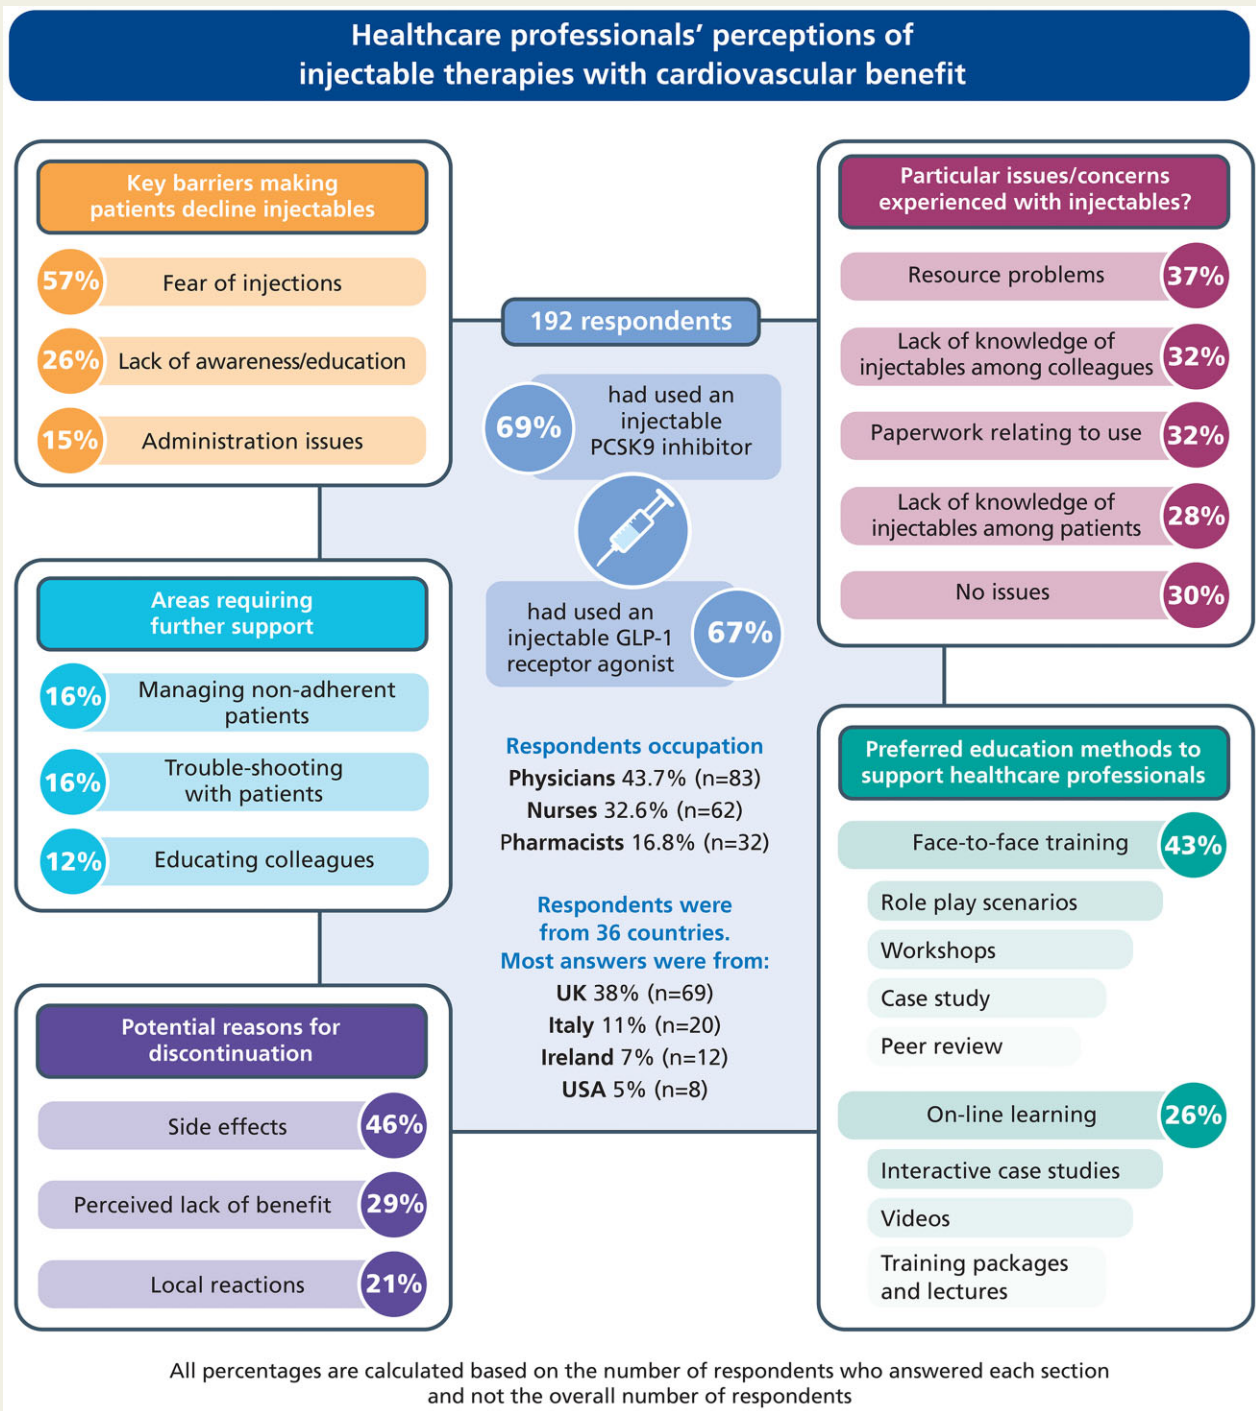 Healthcare professionals' perceptions of
injectable therapies with cardiovascular benefit
Key barriers making
patients decline injectables
57% Fear of injections
26% Lack of awareness/education
15% Administration issues
Areas requiring
further support
16% Managing non-adherent
patients
16% Trouble-shooting
with patients
12% Educating colleagues
Potential reasons for
discontinuation
Side effects 46%
Perceived lack of benefit 29%
Local reactions 21%
192 respondents
69% had used an
injectable
PCSK9 inhibitor
had used an
injectable GLP-1
receptor agonist
67%
Respondents occupation
Physicians 43.7% (n=83)
Nurses 32.6% (n=62)
Pharmacists 16.8% (n=32)
Respondents were
from 36 countries.
Most answers were from:
UK 38% (n=69)
Italy 11% (n=20)
Ireland 7% (n=12)
USA 5% (n=8)
Particular issues/concerns
experienced with injectables?
Resource problems 37%
Lack of knowledge of
injectables among colleagues 32%
Paperwork relating to use 32%
Lack of knowledge of
injectables among patients 28%
No issues 30%
Preferred education methods to
support healthcare professionals
Face-to-face training 43%
Role play scenarios
Workshops
Case study
Peer review
On-line learning 26%
Interactive case studies
Videos
Training packages
and lectures
All percentages are calculated based on the number of respondents who answered each section
and not the overall number of respondents